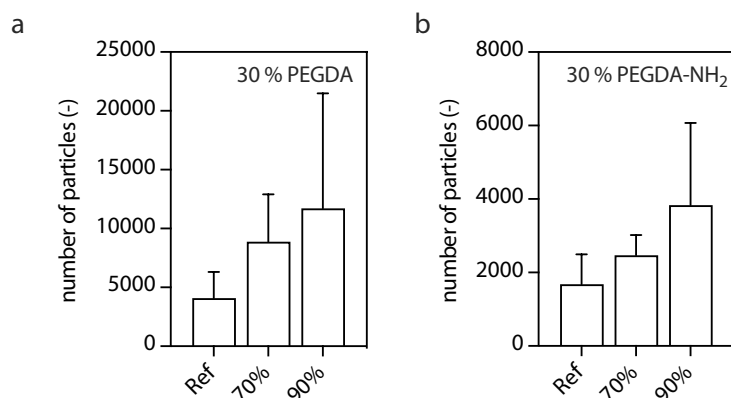 a
number of particles (-)
25000
20000
15000
10000
5000
0
30 % PEGDA
Ref
70%
90%
b
number of particles (-)
8000
6000
4000
2000
0
30 % PEGDA-NH2
Ref
70%
90%